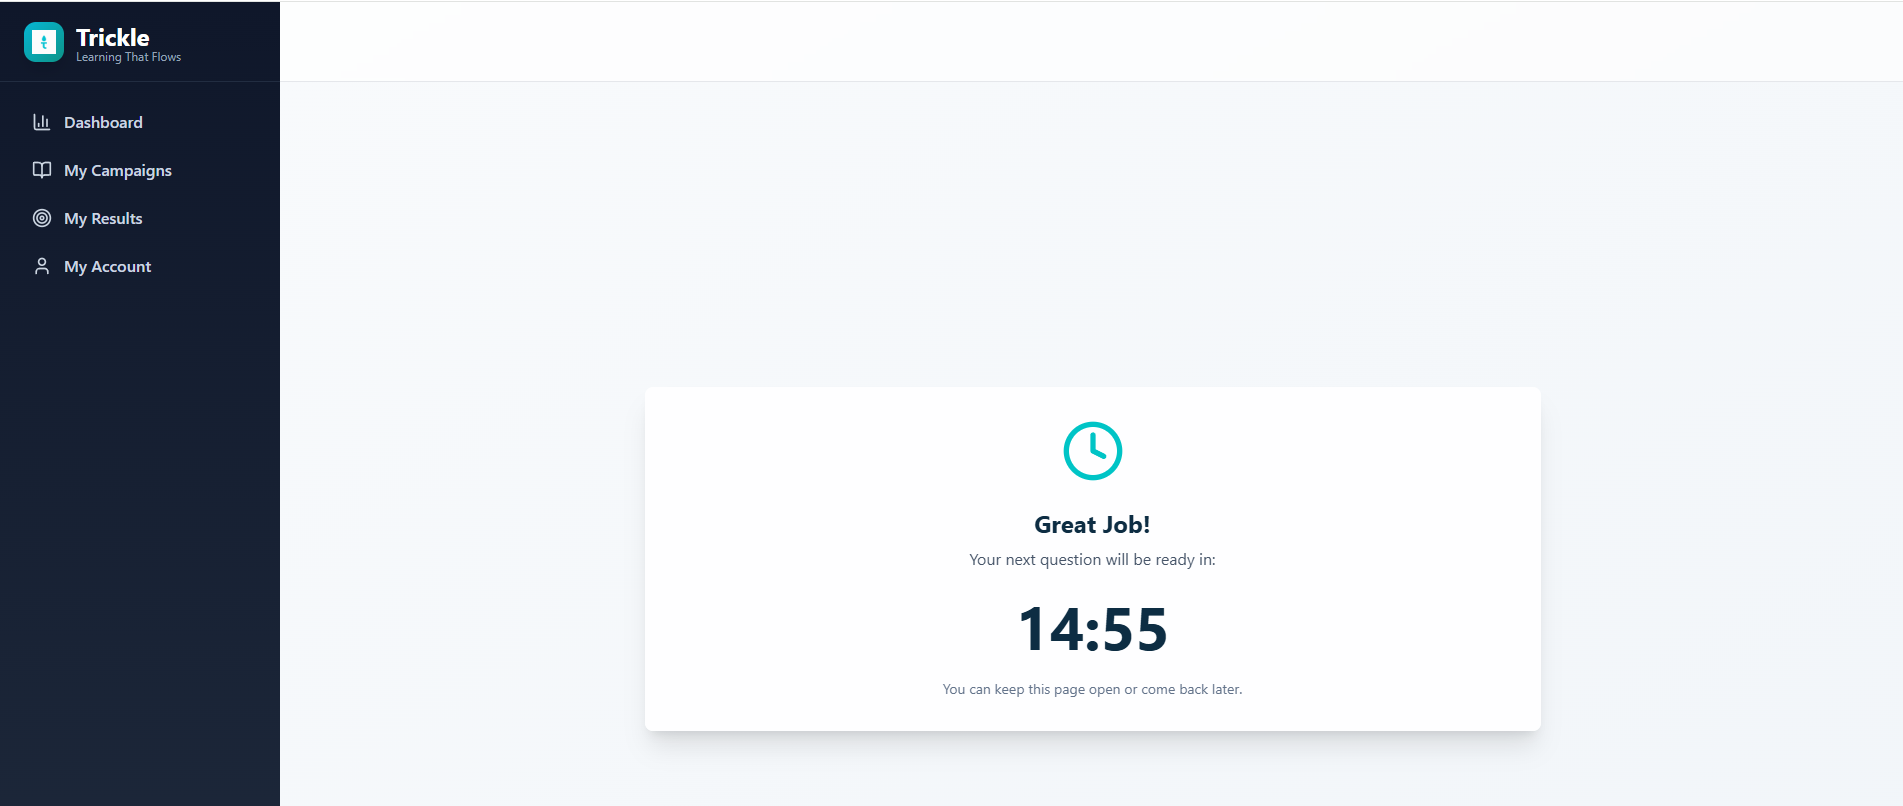 Trickle
Learning That Flows
Dashboard
My Campaigns
My Results
My Account
Great Job!
Your next question will be ready in:
14:55
You can keep this page open or come back later.